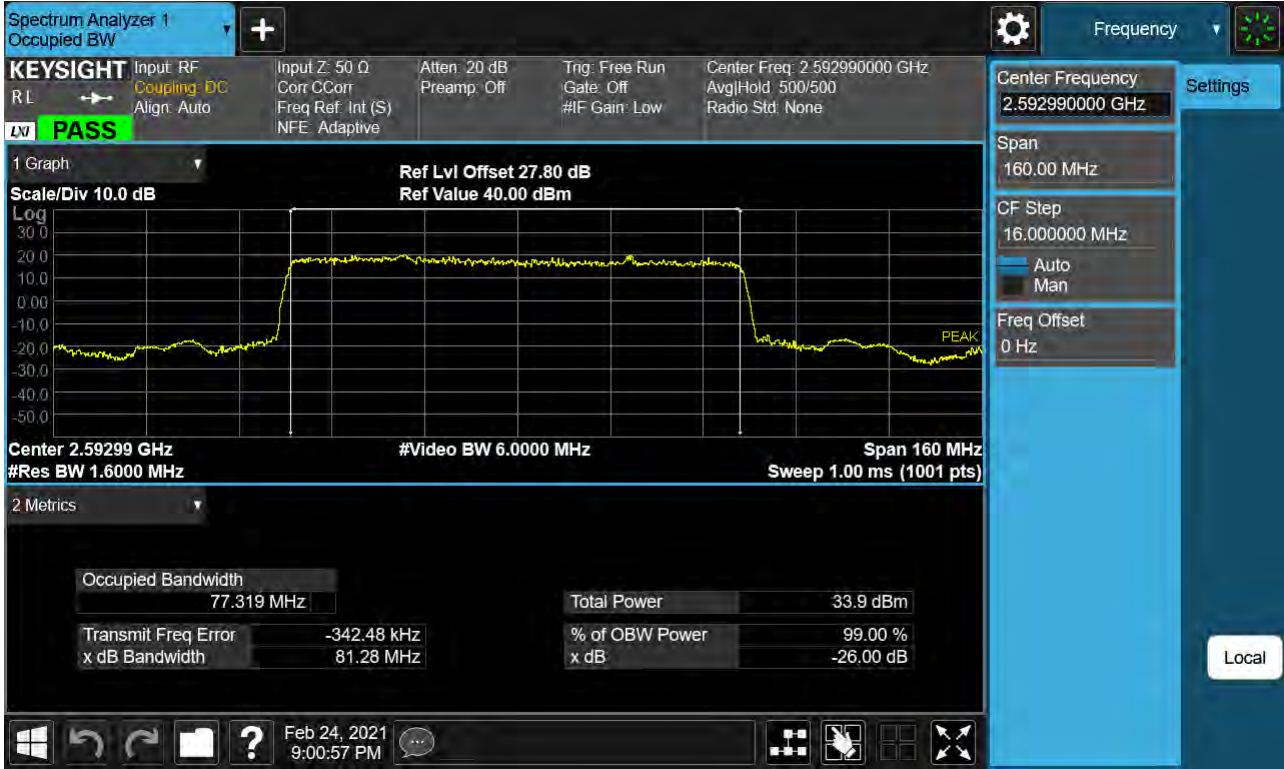 Spectrum Analyzer 1
Occupied BW
Frequency
KEYSIGHT
RL
LXI
PASS
Input: RF
Coupling: DC
Align: Auto
Input Z: 50 Ω
Corr CCorr
Freq Ref: Int (S)
NFE: Adaptive
Atten: 20 dB
Preamp: Off
Trig: Free Run
Gate: Off
#IF Gain: Low
Center Freq: 2.592990000 GHz
Avg|Hold: 500/500
Radio Std: None
1 Graph
Scale/Div 10.0 dB
Ref Lvl Offset 27.80 dB
Ref Value 40.00 dBm
Log
30.0
20.0
10.0
0.00
-10.0
-20.0
-30.0
-40.0
-50.0
PEAK
Center 2.59299 GHz
#Video BW 6.0000 MHz
Span 160 MHz
#Res BW 1.6000 MHz
Sweep 1.00 ms (1001 pts)
2 Metrics
Occupied Bandwidth
77.319 MHz
Total Power 33.9 dBm
Transmit Freq Error -342.48 kHz
% of OBW Power 99.00 %
x dB Bandwidth 81.28 MHz
x dB -26.00 dB
Center Frequency
2.592990000 GHz
Span
160.00 MHz
CF Step
16.000000 MHz
Auto
Man
Freq Offset
0 Hz
Settings
Local
?
Feb 24, 2021
9:00:57 PM